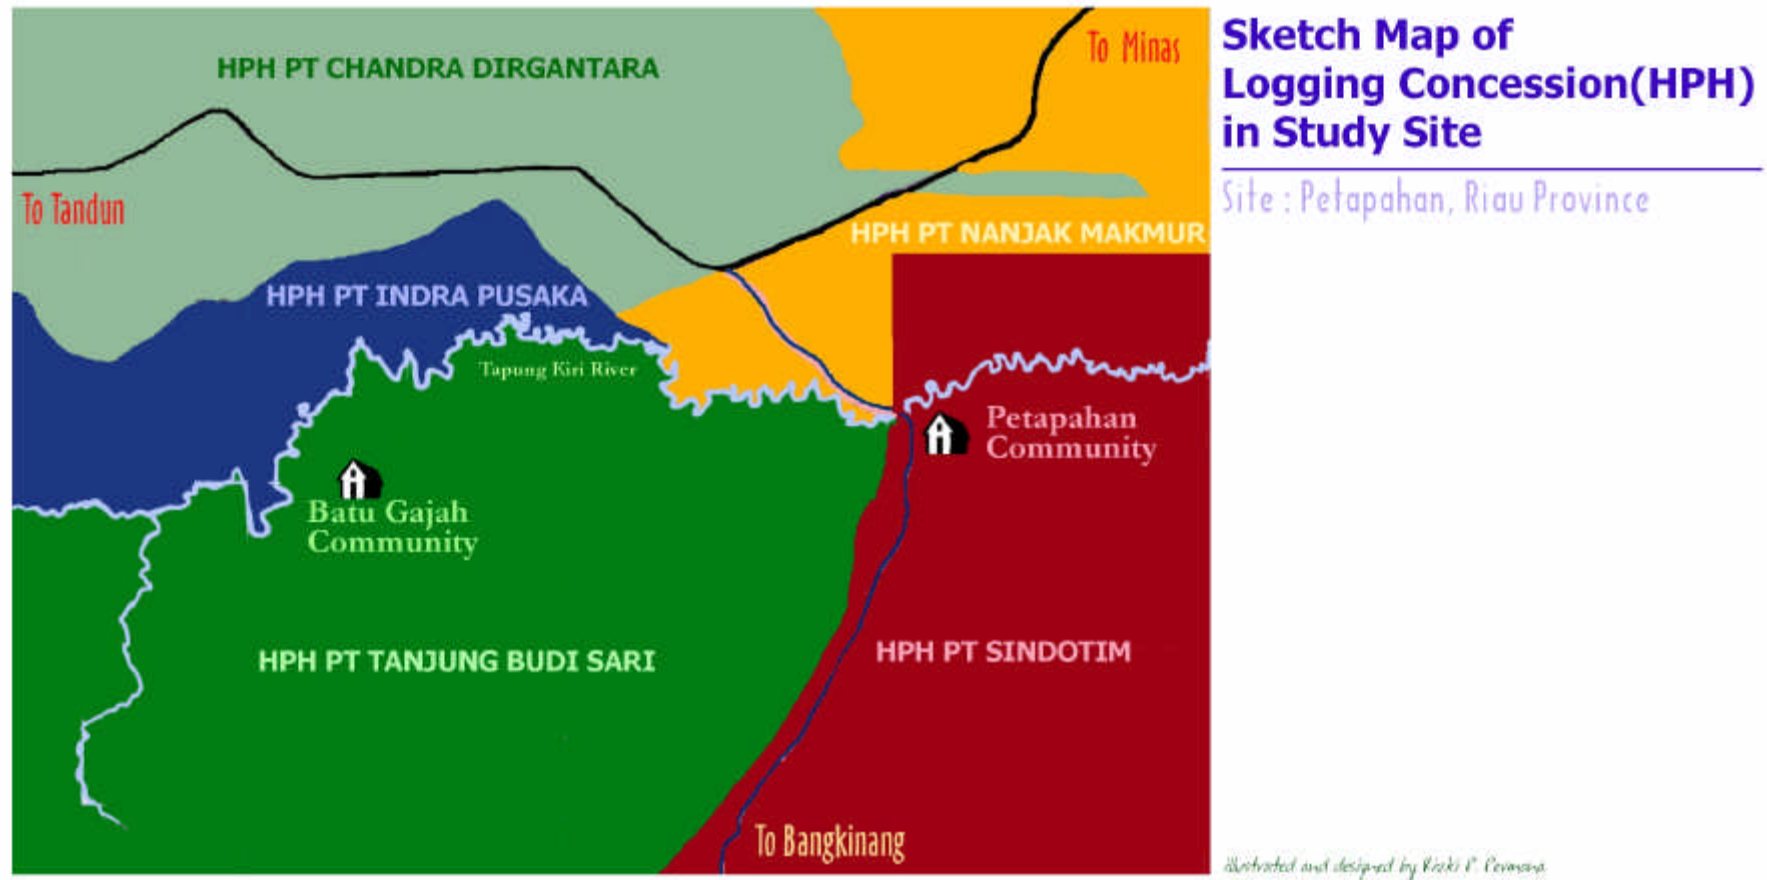 Sketch Map of
Logging Concession(HPH)
in Study Site
Site : Petapahan, Riau Province
To Minas
HPH PT CHANDRA DIRGANTARA
To Tandun
HPH PT NANJAK MAKMUR
HPH PT INDRA PUSAKA
Tapung Kiri River
Petapahan
Community
Batu Gajah
Community
HPH PT TANJUNG BUDI SARI
HPH PT SINDOTIM
To Bangkinang
illustrated and designed by Rizki P.